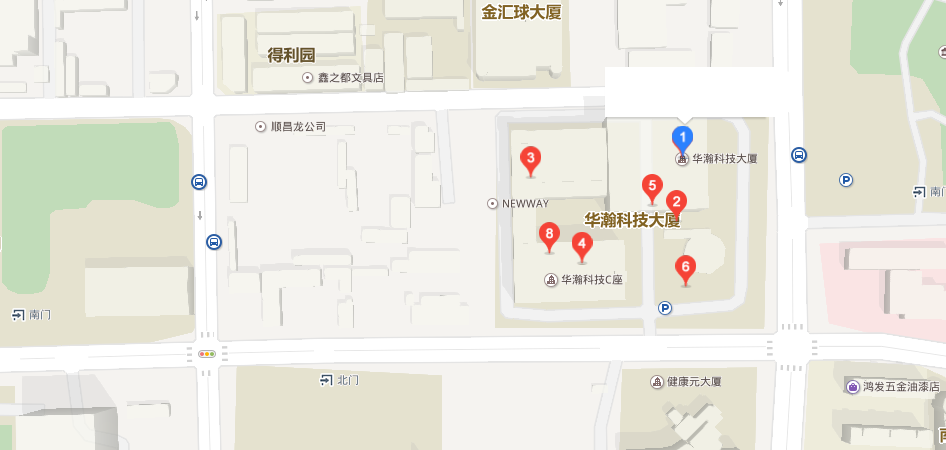 金汇球大厦
得利园
鑫之都文具店
顺昌龙公司
1
华瀚科技大厦
3
P
5
南门
2
NEWWAY
华瀚科技大厦
8
4
6
华瀚科技C座
P
南门
北门
健康元大厦
鸿发五金油漆店